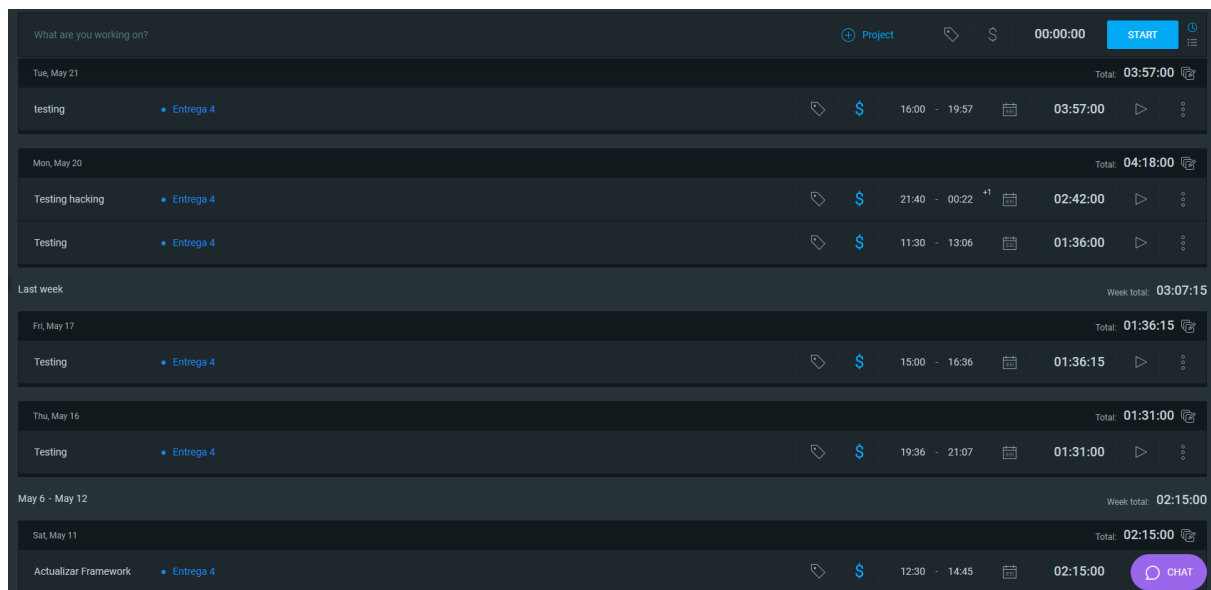 What are you working on? Project $ 00:00:00 START
Tue, May 21 Total: 03:57:00
testing • Entrega 4 $ 16:00 - 19:57 03:57:00
Mon, May 20 Total: 04:18:00
Testing hacking • Entrega 4 $ 21:40 - 00:22 +1 02:42:00
Testing • Entrega 4 $ 11:30 - 13:06 01:36:00
Last week Week total: 03:07:15
Fri, May 17 Total: 01:36:15
Testing • Entrega 4 $ 15:00 - 16:36 01:36:15
Thu, May 16 Total: 01:31:00
Testing • Entrega 4 $ 19:36 - 21:07 01:31:00
May 6 - May 12 Week total: 02:15:00
Sat, May 11 Total: 02:15:00
Actualizar Framework • Entrega 4 $ 12:30 - 14:45 02:15:00 CHAT